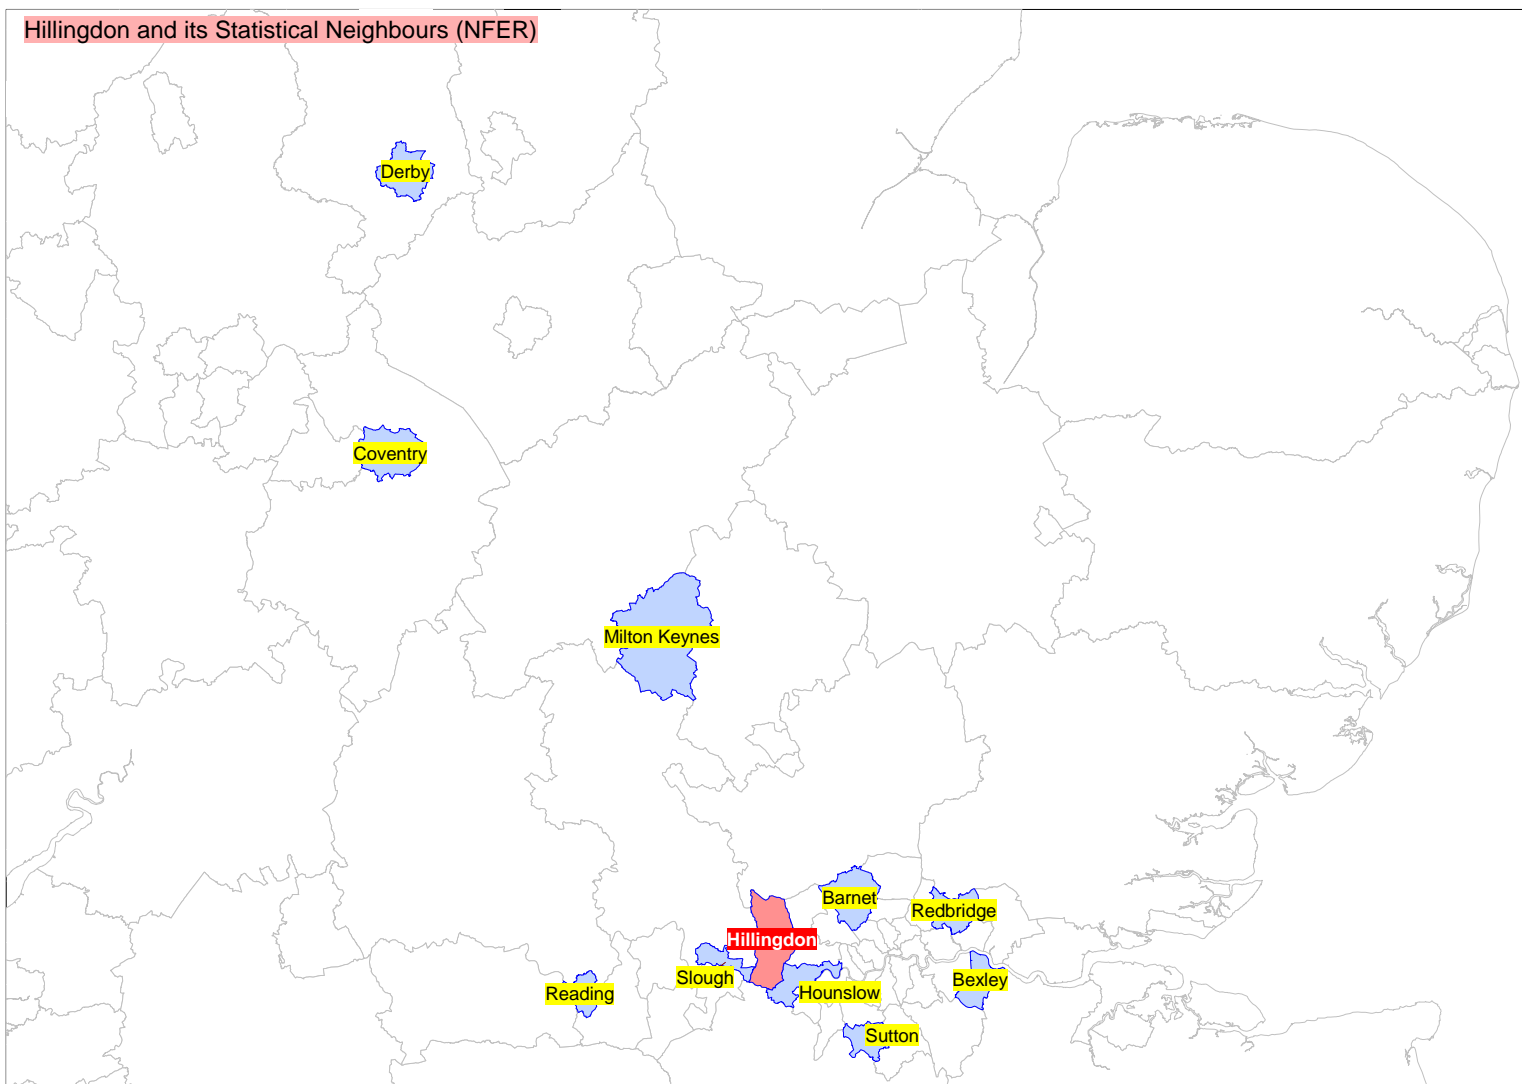 Hillingdon and its Statistical Neighbours (NFER)
Derby
Coventry
Milton Keynes
Barnet
Redbridge
Hillingdon
Slough
Bexley
Reading
Hounslow
Sutton